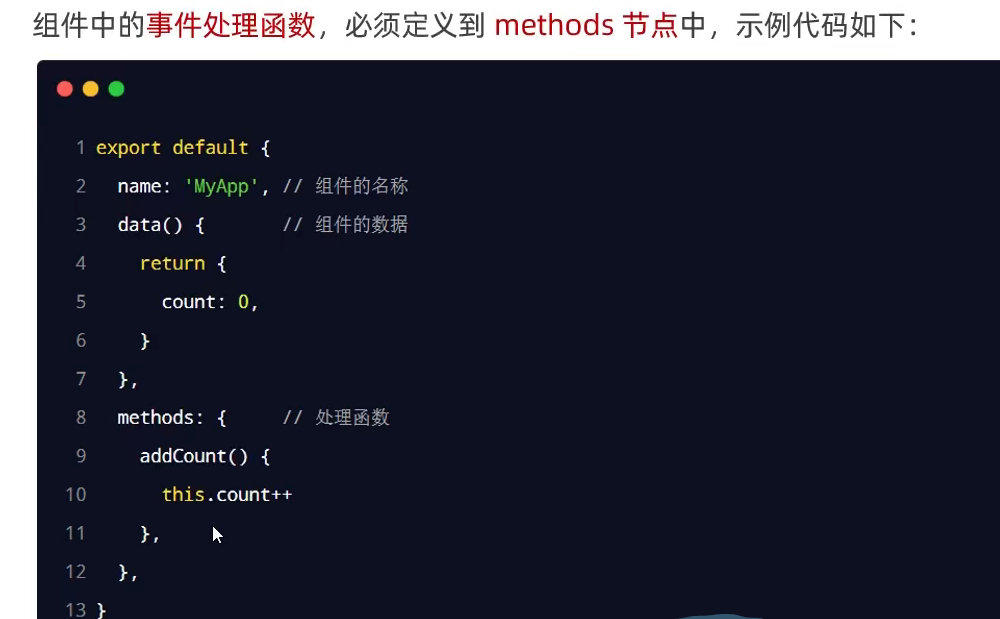 组件中的事件处理函数，必须定义到 methods 节点中，示例代码如下：
1 export default {
2   name: 'MyApp', // 组件的名称
3   data() {       // 组件的数据
4     return {
5       count: 0,
6     }
7   },
8   methods: {     // 处理函数
9     addCount() {
10       this.count++
11     },
12   },
13 }